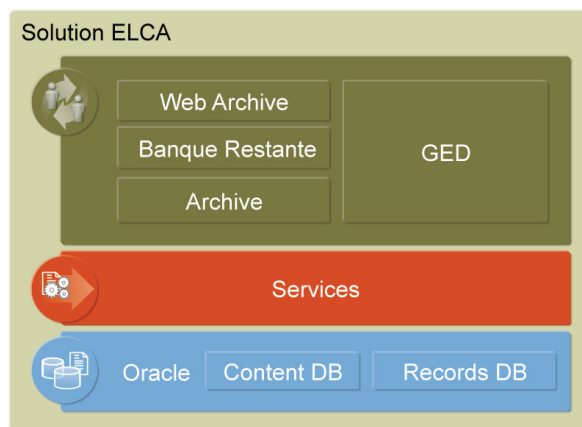 Solution ELCA
Web Archive
Banque Restante
Archive
GED
Services
Oracle
Content DB
Records DB